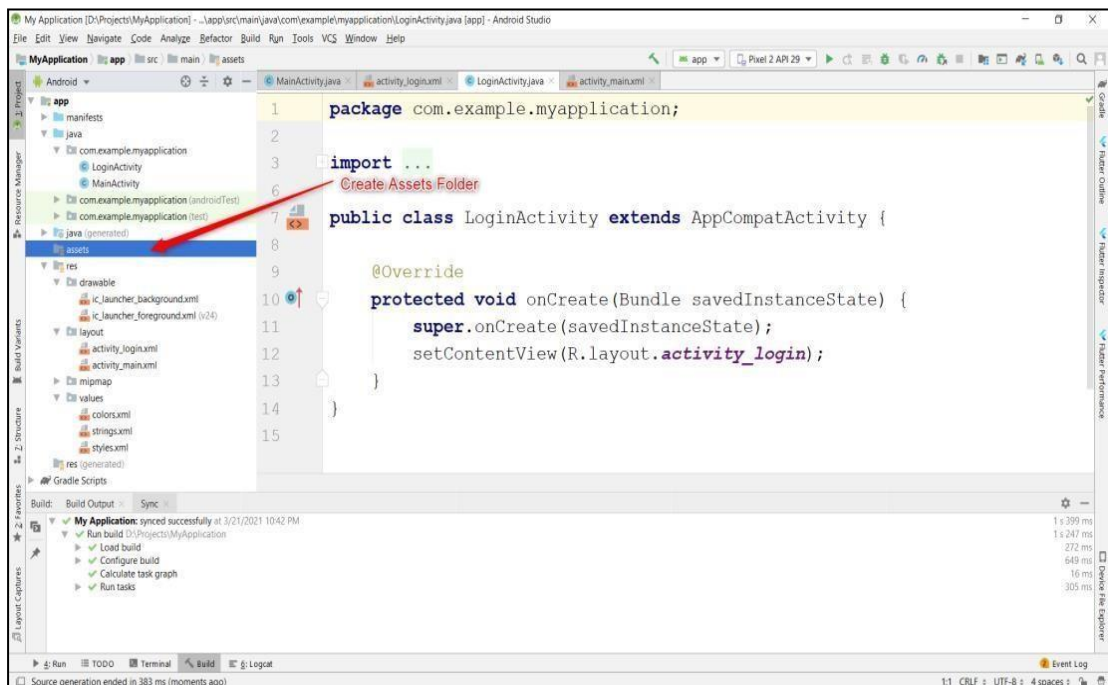 My Application [D:\Projects\MyApplication] - ...\app\src\main\java\com\example\myapplication\LoginActivity.java [app] - Android Studio
File Edit View Navigate Code Analyze Refactor Build Run Tools VCS Window Help
MyApplication app src main assets
app Pixel 2 API 29
Android
MainActivity.java activity_login.xml LoginActivity.java activity_main.xml
1: Project
Resource Manager
Build Variants
Z: Structure
2: Favorites
Layout Captures
app
manifests
java
com.example.myapplication
LoginActivity
MainActivity
com.example.myapplication (androidTest)
com.example.myapplication (test)
java (generated)
assets
res
drawable
ic_launcher_background.xml
ic_launcher_foreground.xml (v24)
layout
activity_login.xml
activity_main.xml
mipmap
values
colors.xml
strings.xml
styles.xml
res (generated)
Gradle Scripts
1 package com.example.myapplication;
2
3 import ...
6
Create Assets Folder
7 public class LoginActivity extends AppCompatActivity {
8
9 @Override
10 protected void onCreate(Bundle savedInstanceState) {
11 super.onCreate(savedInstanceState);
12 setContentView(R.layout.activity_login);
13 }
14 }
15
Gradle
Flutter Outline
Flutter Inspector
Flutter Performance
Device File Explorer
Build: Build Output Sync
My Application: synced successfully at 3/21/2021 10:42 PM 1 s 399 ms
Run build D:\Projects\MyApplication 1 s 247 ms
Load build 272 ms
Configure build 649 ms
Calculate task graph 16 ms
Run tasks 305 ms
4: Run TODO Terminal Build 6: Logcat Event Log
Source generation ended in 383 ms (moments ago) 1:1 CRLF UTF-8 4 spaces